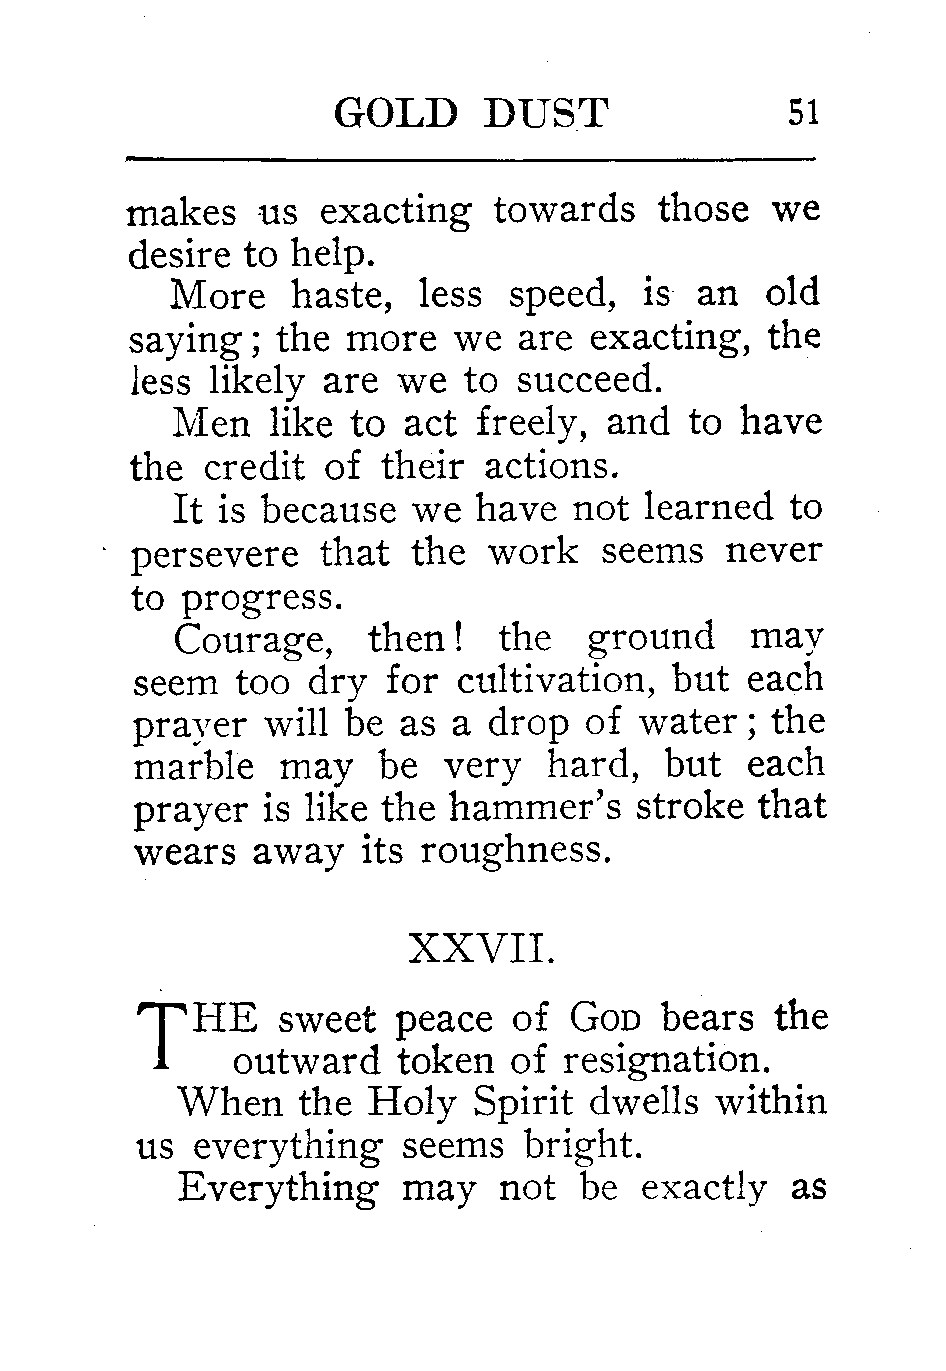 GOLD DUST 51
makes us exacting towards those we
desire to help.
More haste, less speed, is an old
saying; the more we are exacting, the
less likely are we to succeed.
Men like to act freely, and to have
the credit of their actions.
It is because we have not learned to
persevere that the work seems never
to progress.
Courage, then! the ground may
seem too dry for cultivation, but each
prayer will be as a drop of water; the
marble may be very hard, but each
prayer is like the hammer's stroke that
wears away its roughness.
XXVII.
THE sweet peace of GOD bears the
outward token of resignation.
When the Holy Spirit dwells within
us everything seems bright.
Everything may not be exactly as